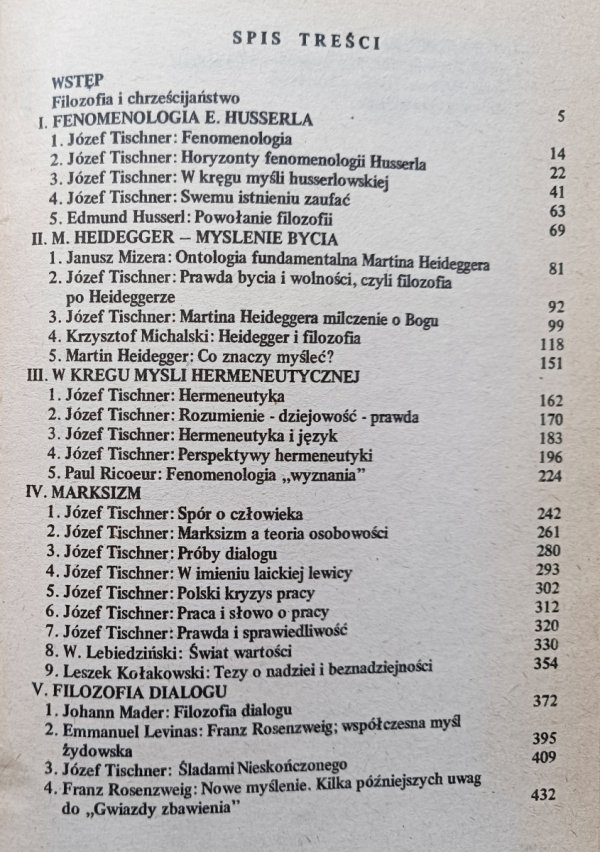 SPIS TREŚCI
WSTĘP
Filozofia i chrześcijaństwo
I. FENOMENOLOGIA E. HUSSERLA 5
1. Józef Tischner: Fenomenologia
2. Józef Tischner: Horyzonty fenomenologii Husserla 14
3. Józef Tischner: W kręgu myśli husserlowskiej 22
4. Józef Tischner: Swemu istnieniu zaufać 41
5. Edmund Husserl: Powołanie filozofii 63
II. M. HEIDEGGER – MYSLENIE BYCIA 69
1. Janusz Mizera: Ontologia fundamentalna Martina Heideggera 81
2. Józef Tischner: Prawda bycia i wolności, czyli filozofia
po Heideggerze 92
3. Józef Tischner: Martina Heideggera milczenie o Bogu 99
4. Krzysztof Michalski: Heidegger i filozofia 118
5. Martin Heidegger: Co znaczy myśleć? 151
III. W KREGU MYSLI HERMENEUTYCZNEJ
1. Józef Tischner: Hermeneutyka 162
2. Józef Tischner: Rozumienie - dziejowość - prawda 170
3. Józef Tischner: Hermeneutyka i język 183
4. Józef Tischner: Perspektywy hermeneutyki 196
5. Paul Ricoeur: Fenomenologia „wyznania” 224
IV. MARKSIZM
1. Józef Tischner: Spór o człowieka 242
2. Józef Tischner: Marksizm a teoria osobowości 261
3. Józef Tischner: Próby dialogu 280
4. Józef Tischner: W imieniu laickiej lewicy 293
5. Józef Tischner: Polski kryzys pracy 302
6. Józef Tischner: Praca i słowo o pracy 312
7. Józef Tischner: Prawda i sprawiedliwość 320
8. W. Lebiedziński: Świat wartości 330
9. Leszek Kołakowski: Tezy o nadziei i beznadziejności 354
V. FILOZOFIA DIALOGU
1. Johann Mader: Filozofia dialogu 372
2. Emmanuel Levinas: Franz Rosenzweig; współczesna myśl
żydowska 395
3. Józef Tischner: Śladami Nieskończonego 409
4. Franz Rosenzweig: Nowe myślenie. Kilka późniejszych uwag
do „Gwiazdy zbawienia” 432